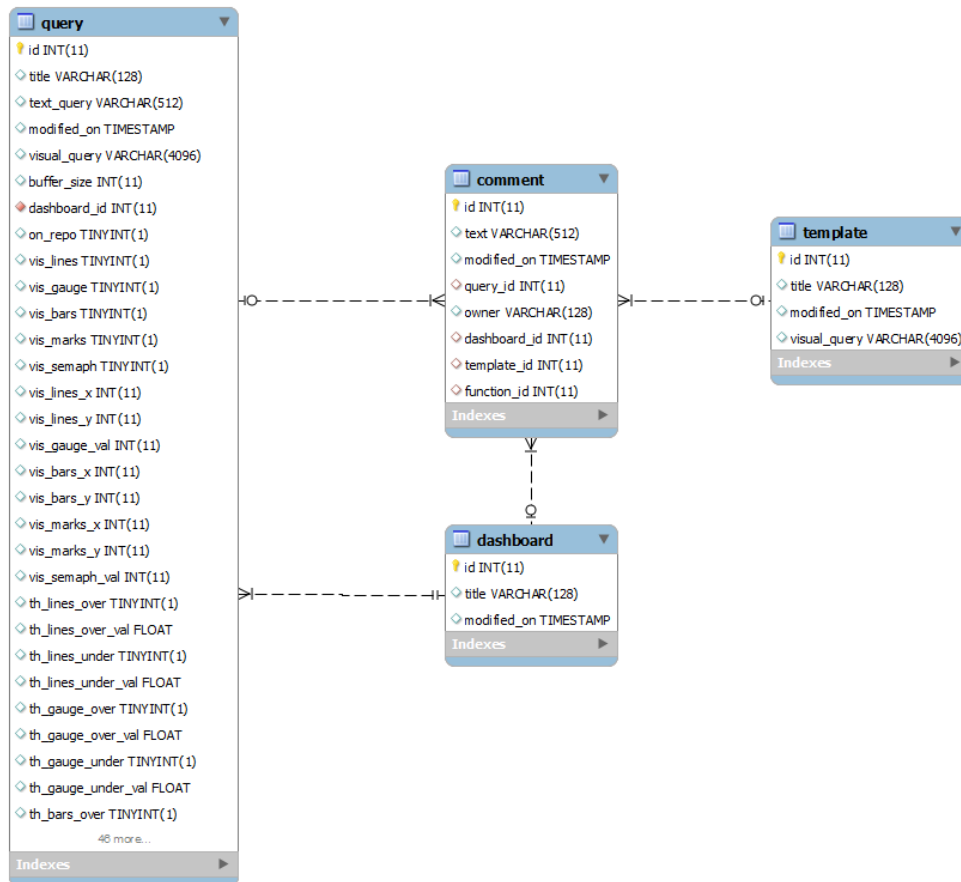 query
id INT(11)
title VARCHAR(128)
text_query VARCHAR(512)
modified_on TIMESTAMP
visual_query VARCHAR(4096)
buffer_size INT(11)
dashboard_id INT(11)
on_repo TINYINT(1)
vis_lines TINYINT(1)
vis_gauge TINYINT(1)
vis_bars TINYINT(1)
vis_marks TINYINT(1)
vis_semaph TINYINT(1)
vis_lines_x INT(11)
vis_lines_y INT(11)
vis_gauge_val INT(11)
vis_bars_x INT(11)
vis_bars_y INT(11)
vis_marks_x INT(11)
vis_marks_y INT(11)
vis_semaph_val INT(11)
th_lines_over TINYINT(1)
th_lines_over_val FLOAT
th_lines_under TINYINT(1)
th_lines_under_val FLOAT
th_gauge_over TINYINT(1)
th_gauge_over_val FLOAT
th_gauge_under TINYINT(1)
th_gauge_under_val FLOAT
th_bars_over TINYINT(1)
46 more...
Indexes
comment
id INT(11)
text VARCHAR(512)
modified_on TIMESTAMP
query_id INT(11)
owner VARCHAR(128)
dashboard_id INT(11)
template_id INT(11)
function_id INT(11)
Indexes
template
id INT(11)
title VARCHAR(128)
modified_on TIMESTAMP
visual_query VARCHAR(4096)
Indexes
dashboard
id INT(11)
title VARCHAR(128)
modified_on TIMESTAMP
Indexes